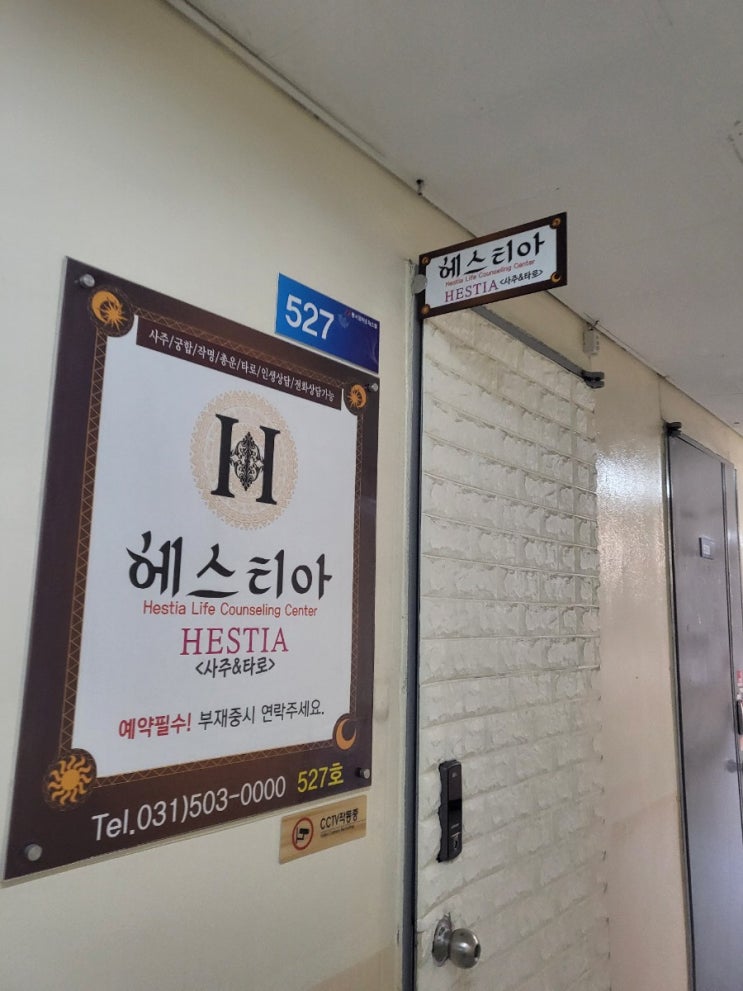 헤스티아
Hestia Life Counseling Center
HESTIA <사주&타로>
527
사주/궁합/작명/총운/타로/인생상담/전화상담가능
H
헤스티아
Hestia Life Counseling Center
HESTIA
<사주&타로>
예약필수! 부재중시 연락주세요.
Tel.031)503-0000 527호
CCTV작동중